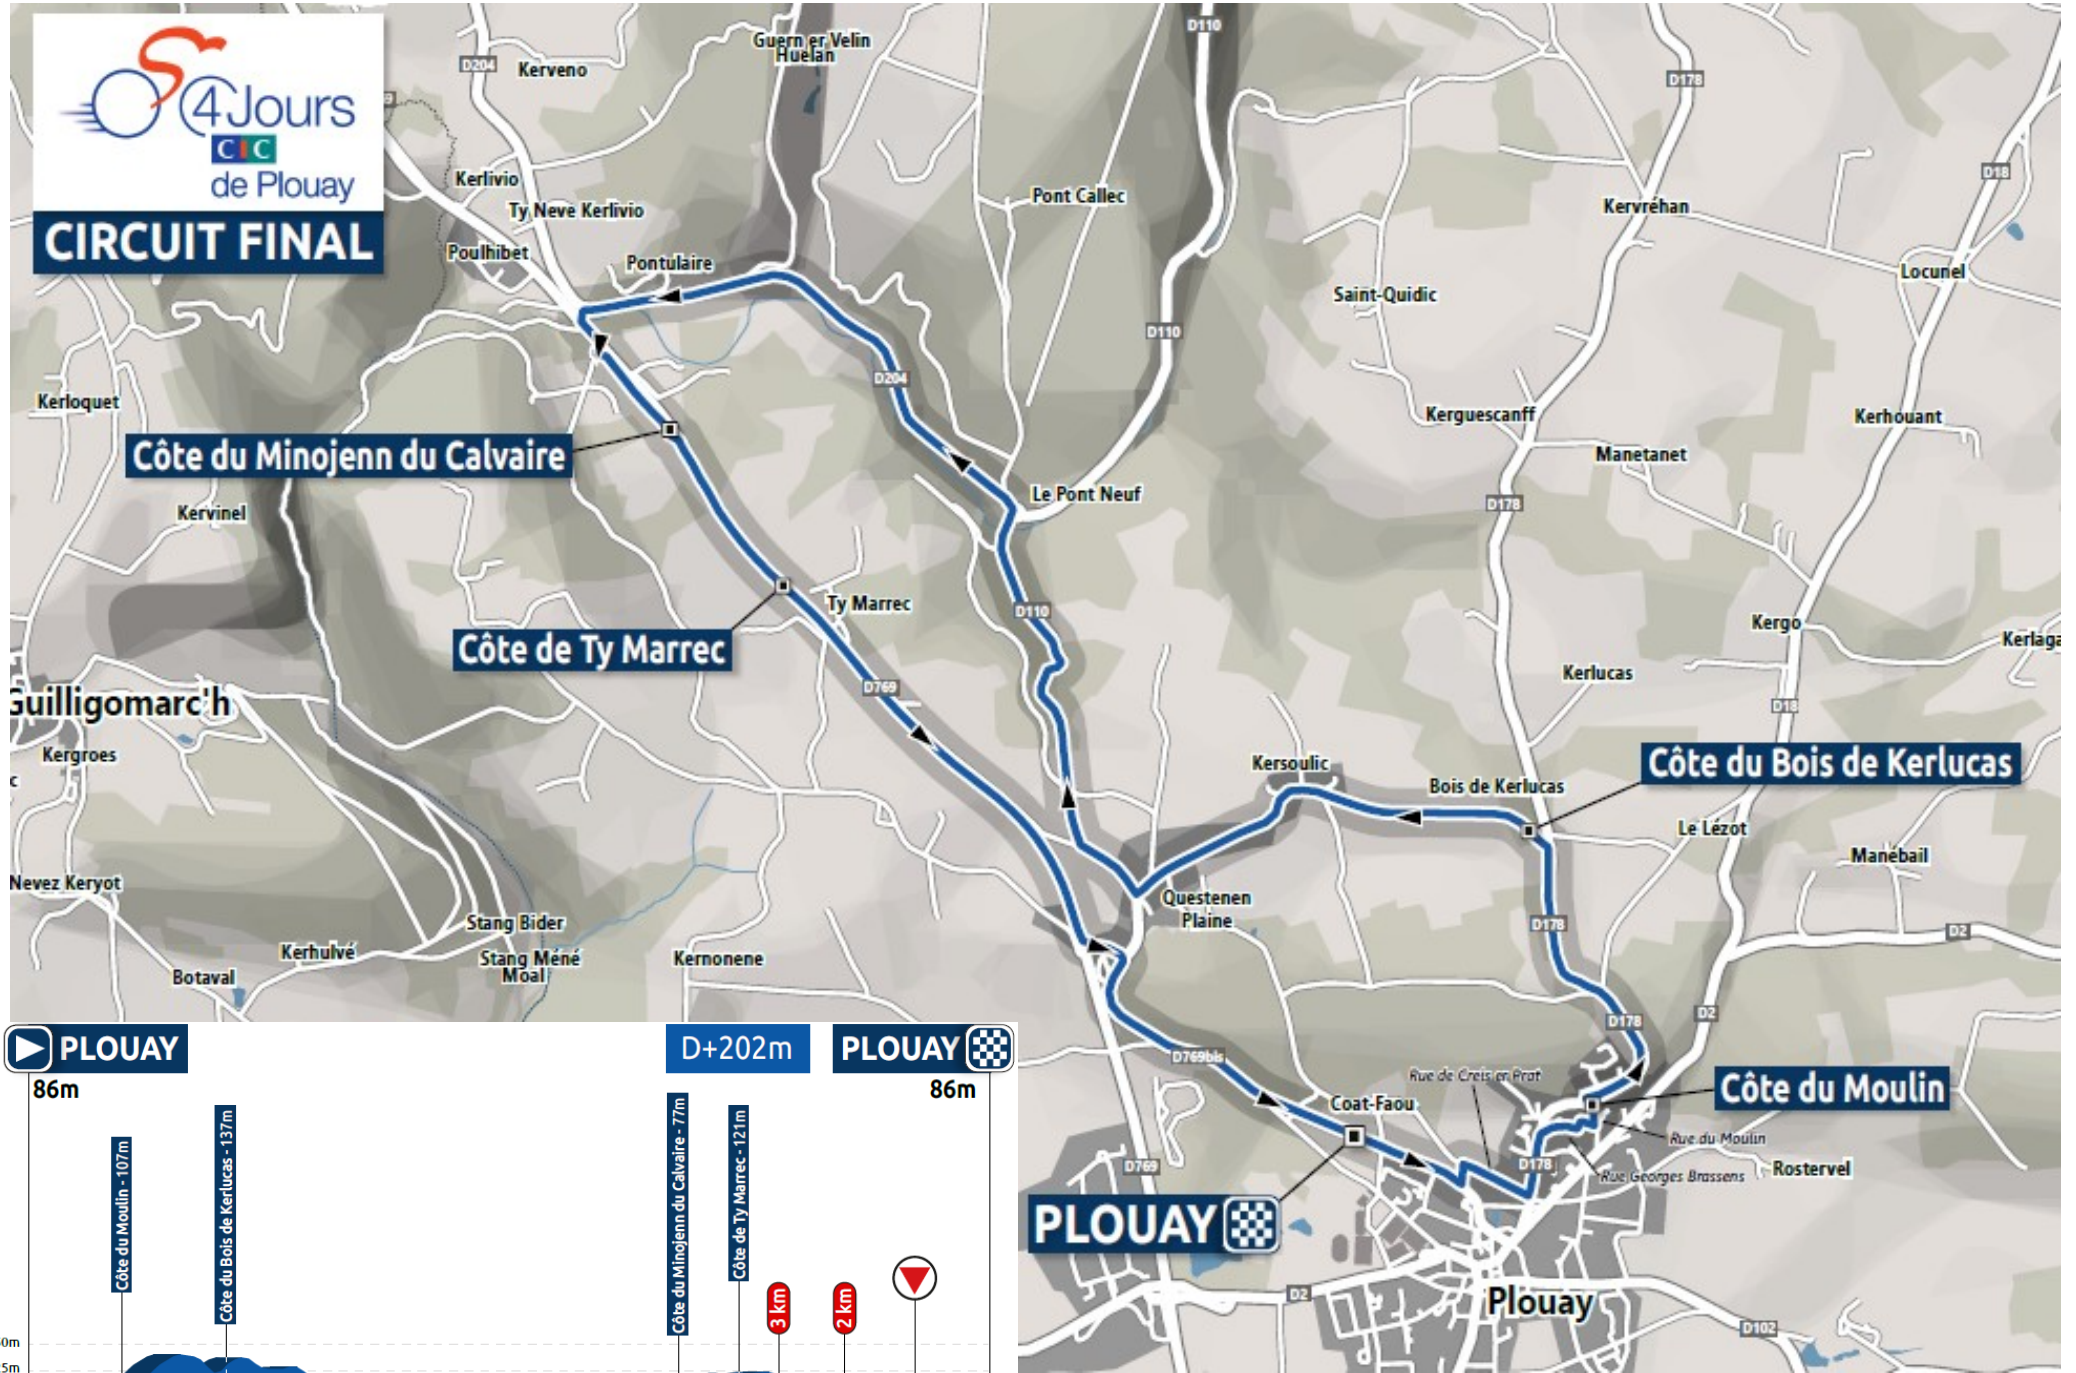 4Jours
CIC
de Plouay
CIRCUIT FINAL
D204
Kerveno
Guern er Velin
Huelan
D110
D178
Kerlivio
Ty Neve Kerlivio
Poulhibet
Pontulaire
Pont Callec
Kervréhan
D18
Locunel
Saint-Quidic
D110
D204
Kerloquet
Kerguescanff
Kerhouant
Côte du Minojenn du Calvaire
Manetanet
Le Pont Neuf
D178
Kervinel
Ty Marrec
D110
Kergo
Kerlaga
Côte de Ty Marrec
Kerlucas
D769
D18
Guilligomarc'h
Kergroes
c
Kersoulic
Bois de Kerlucas
Côte du Bois de Kerlucas
Le Lézot
Manébail
Nevez Keryot
Questenen
Plaine
Stang Bider
D178
D2
Kerhulvé
Stang Méné
Moal
Kernonene
Botaval
D178
D2
D769bis
Rue de Creis en Prat
Coat-Faou
Côte du Moulin
Rue du Moulin
D769
D178
Rue Georges Brassens
Rostervel
PLOUAY
D2
Plouay
D102
PLOUAY
86m
D+202m
PLOUAY
86m
Côte du Moulin - 107m
Côte du Bois de Kerlucas - 137m
Côte du Minojenn du Calvaire - 77m
Côte de Ty Marrec - 121m
3 km
2 km
0m
5m